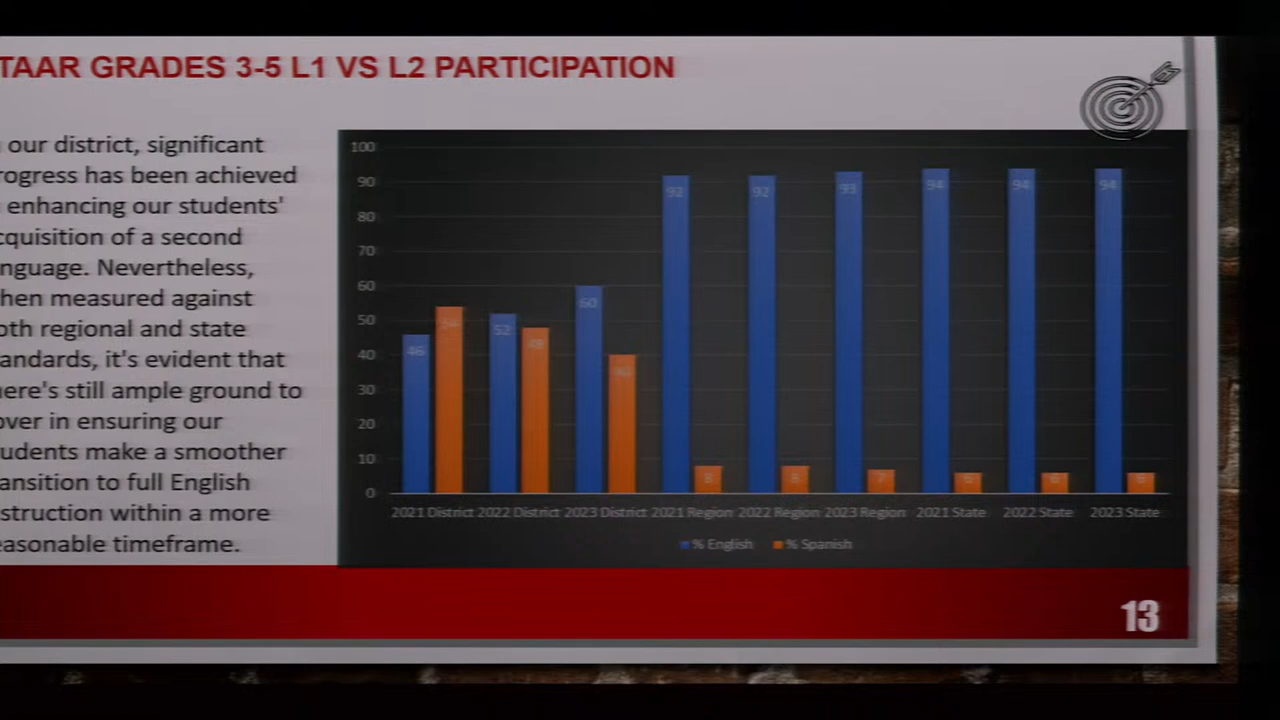 TAAR GRADES 3-5 L1 VS L2 PARTICIPATION
our district, significant
rogress has been achieved
enhancing our students'
cquisition of a second
nguage. Nevertheless,
hen measured against
oth regional and state
tandards, it's evident that
here's still ample ground to
over in ensuring our
tudents make a smoother
ansition to full English
struction within a more
easonable timeframe.
100
90
80
70
60
50
40
30
20
10
0
46 54 52 48 60 40 92 8 92 8 93 7 94 6 94 6 94 6
2021 District 2022 District 2023 District 2021 Region 2022 Region 2023 Region 2021 State 2022 State 2023 State
% English % Spanish
13